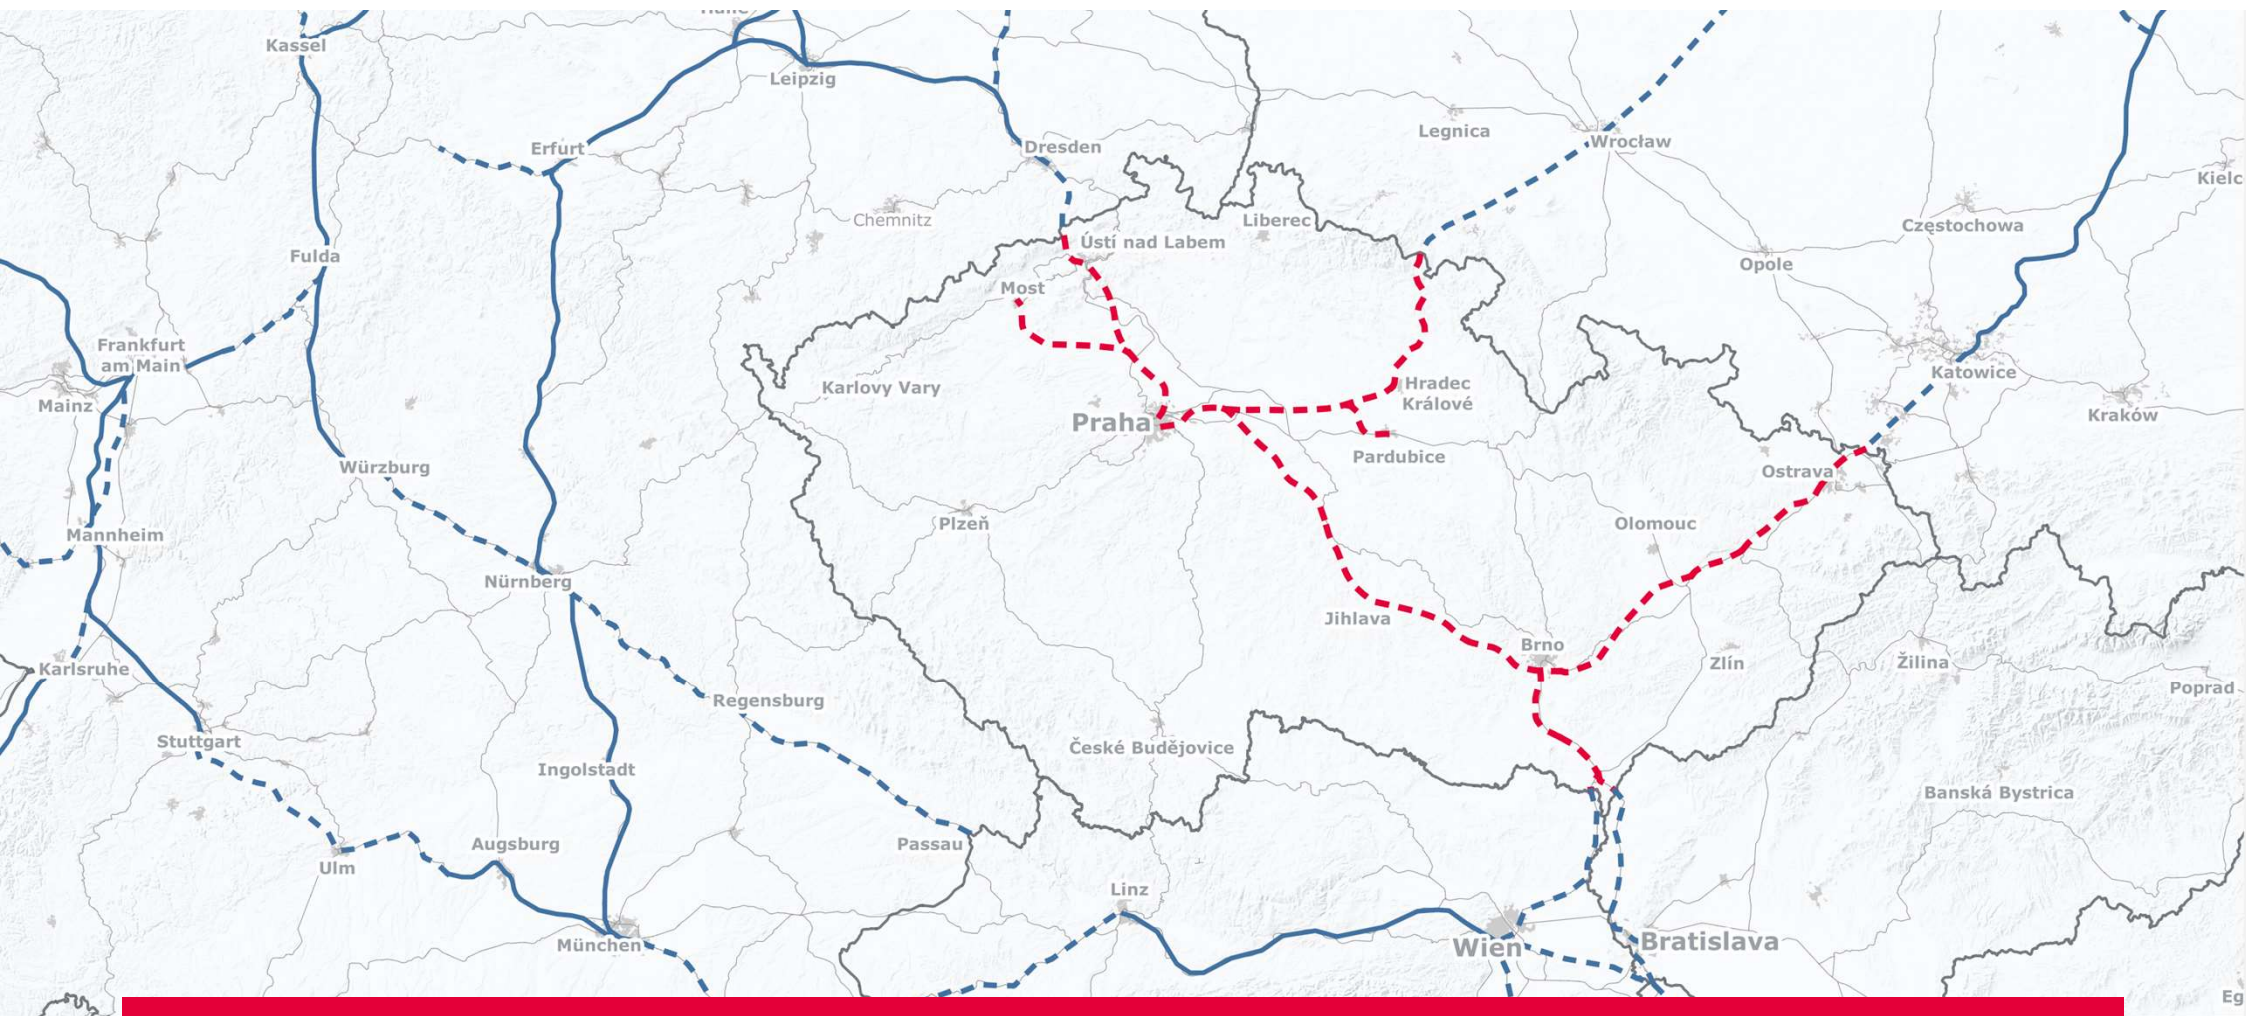 Kassel
Leipzig
Legnica
Wrocław
Erfurt
Dresden
Kielc
Chemnitz
Liberec
Częstochowa
Ústí nad Labem
Fulda
Opole
Most
Frankfurt
am Main
Katowice
Karlovy Vary
Hradec
Králové
Mainz
Kraków
Praha
Pardubice
Würzburg
Ostrava
Plzeň
Olomouc
Mannheim
Nürnberg
Jihlava
Brno
Zlín
Žilina
Karlsruhe
Poprad
Regensburg
Stuttgart
České Budějovice
Ingolstadt
Banská Bystrica
Augsburg
Passau
Ulm
Linz
München
Wien
Bratislava
Eg